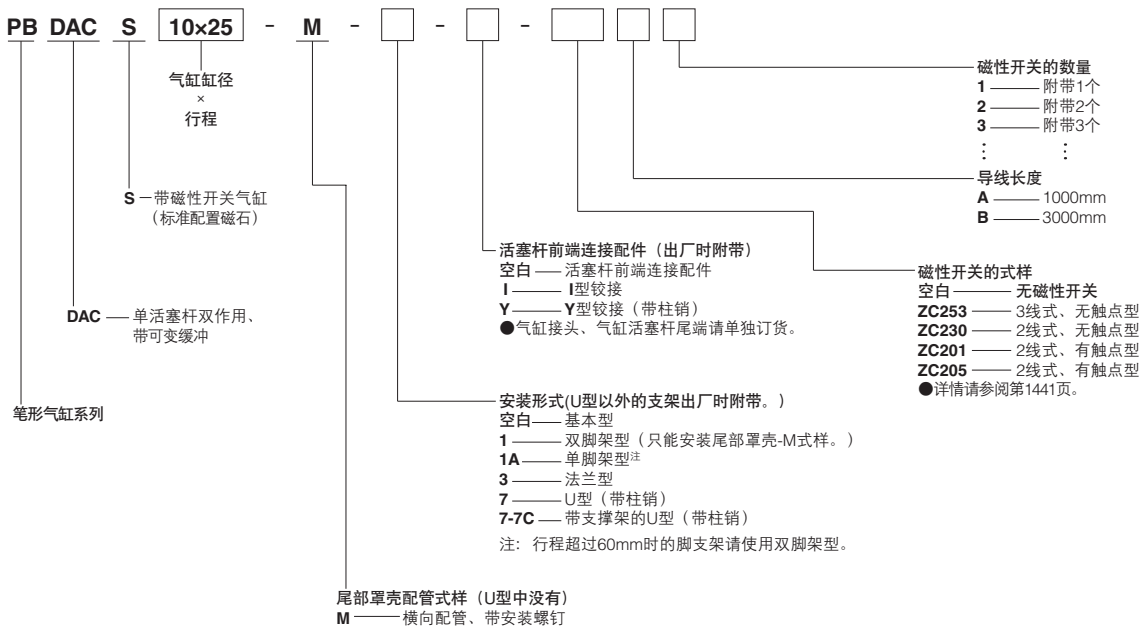 PB DAC S 10×25 - M - - -
气缸缸径
×
行程
磁性开关的数量
1 附带1个
2 附带2个
3 附带3个
⋮ ⋮
导线长度
A 1000mm
B 3000mm
S 带磁性开关气缸
（标准配置磁石）
活塞杆前端连接配件（出厂时附带）
空白 活塞杆前端连接配件
I I型铰接
Y Y型铰接（带柱销）
●气缸接头、气缸活塞杆尾端请单独订货。
磁性开关的式样
空白 无磁性开关
ZC253 3线式、无触点型
ZC230 2线式、无触点型
ZC201 2线式、有触点型
ZC205 2线式、有触点型
●详情请参阅第1441页。
DAC 单活塞杆双作用、
带可变缓冲
笔形气缸系列
安装形式(U型以外的支架出厂时附带。)
空白 基本型
1 双脚架型（只能安装尾部罩壳-M式样。）
1A 单脚架型注
3 法兰型
7 U型（带柱销）
7-7C 带支撑架的U型（带柱销）
注: 行程超过60mm时的脚支架请使用双脚架型。
尾部罩壳配管式样（U型中没有）
M 横向配管、带安装螺钉